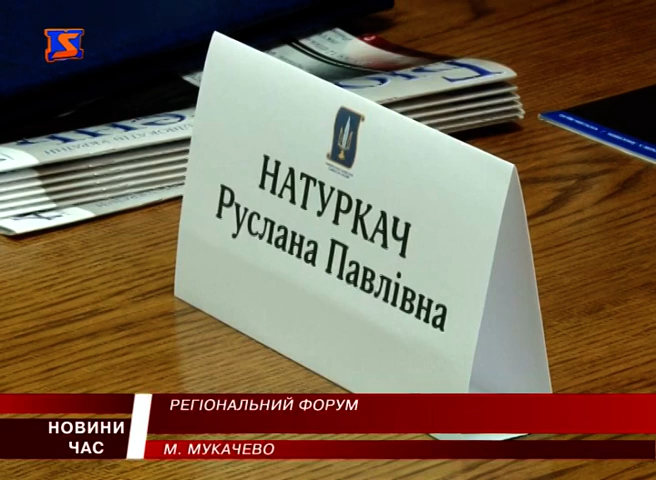 НАТУРКАЧ
Руслана Павлівна
РЕГІОНАЛЬНИЙ ФОРУМ
НОВИНИ
ЧАС
М. МУКАЧЕВО